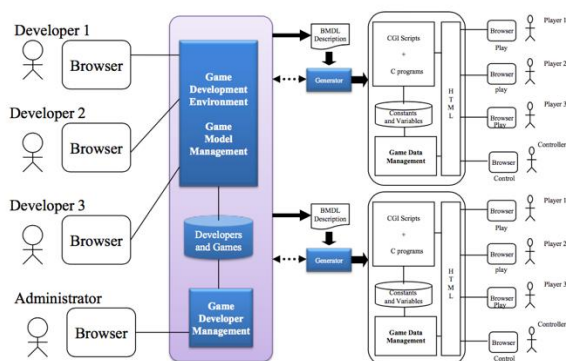 Developer 1
Browser
Developer 2
Browser
Developer 3
Browser
Administrator
Browser
Game
Development
Environment
Game
Model
Management
Developers
and Games
Game
Developer
Management
BMDL
Description
Generator
CGI Scripts
+
C programs
Constants
and Variables
Game Data Management
HTML
Browser
Play
Player 1
Browser
play
Player 2
Browser
Play
Player 3
Browser
Control
Controller
BMDL
Description
Generator
CGI Scripts
+
C programs
Constants
and Variables
Game Data Management
HTML
Browser
Play
Player 1
Browser
play
Player 2
Browser
Play
Player 3
Browser
Control
Controller